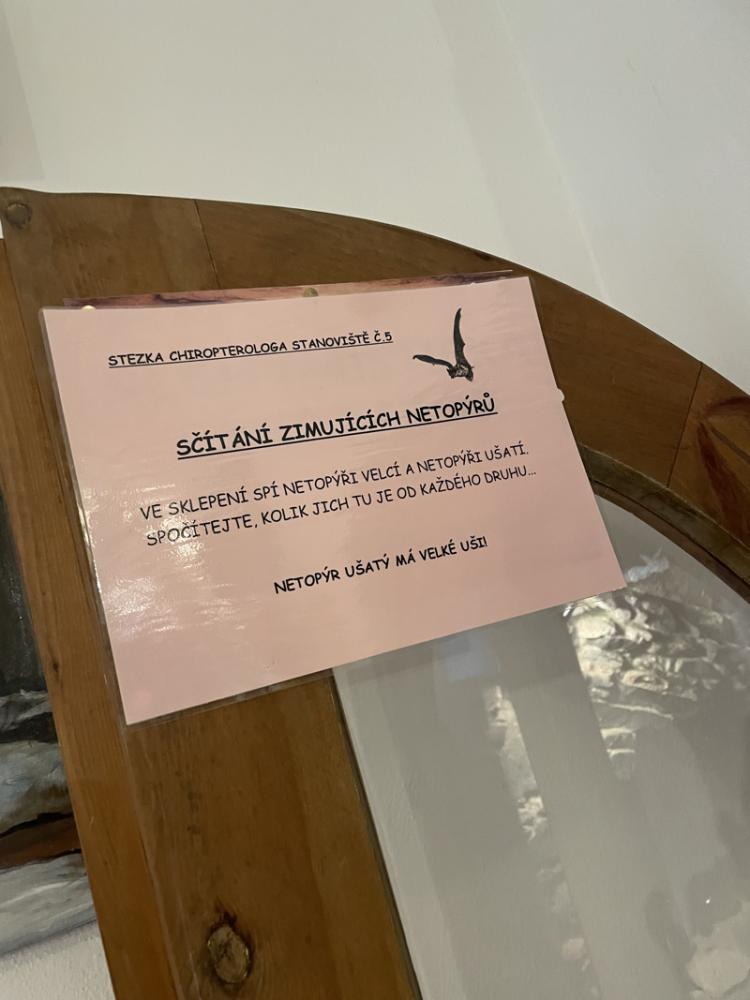 STEZKA CHIROPTEROLOGA STANOVIŠTĚ Č.5
SČÍTÁNÍ ZIMUJÍCÍCH NETOPÝRŮ
VE SKLEPENÍ SPÍ NETOPÝŘI VELCÍ A NETOPÝŘI UŠATÍ.
SPOČÍTEJTE, KOLIK JICH TU JE OD KAŽDÉHO DRUHU...
NETOPÝR UŠATÝ MÁ VELKÉ UŠI!